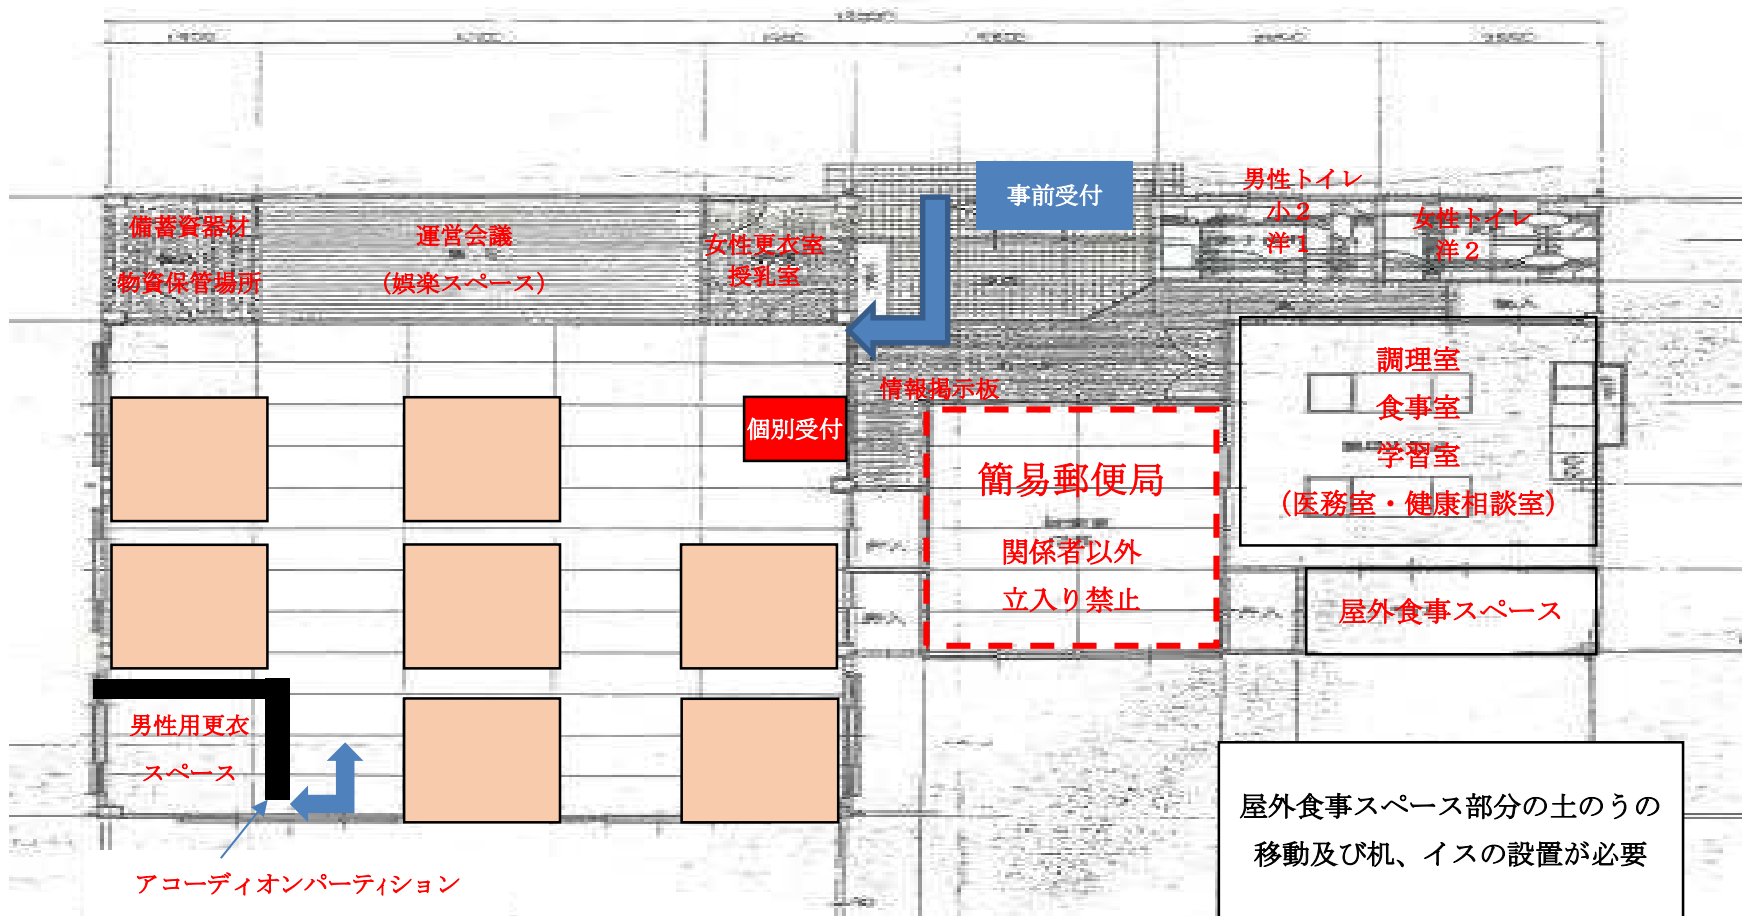 事前受付
男性トイレ
小２
洋１
女性トイレ
洋２
備蓄資器材
物資保管場所
運営会議
（娯楽スペース）
女性更衣室
授乳室
情報掲示板
個別受付
簡易郵便局
関係者以外
立入り禁止
調理室
食事室
学習室
（医務室・健康相談室）
屋外食事スペース
男性用更衣
スペース
アコーディオンパーティション
屋外食事スペース部分の土のうの
移動及び机、イスの設置が必要